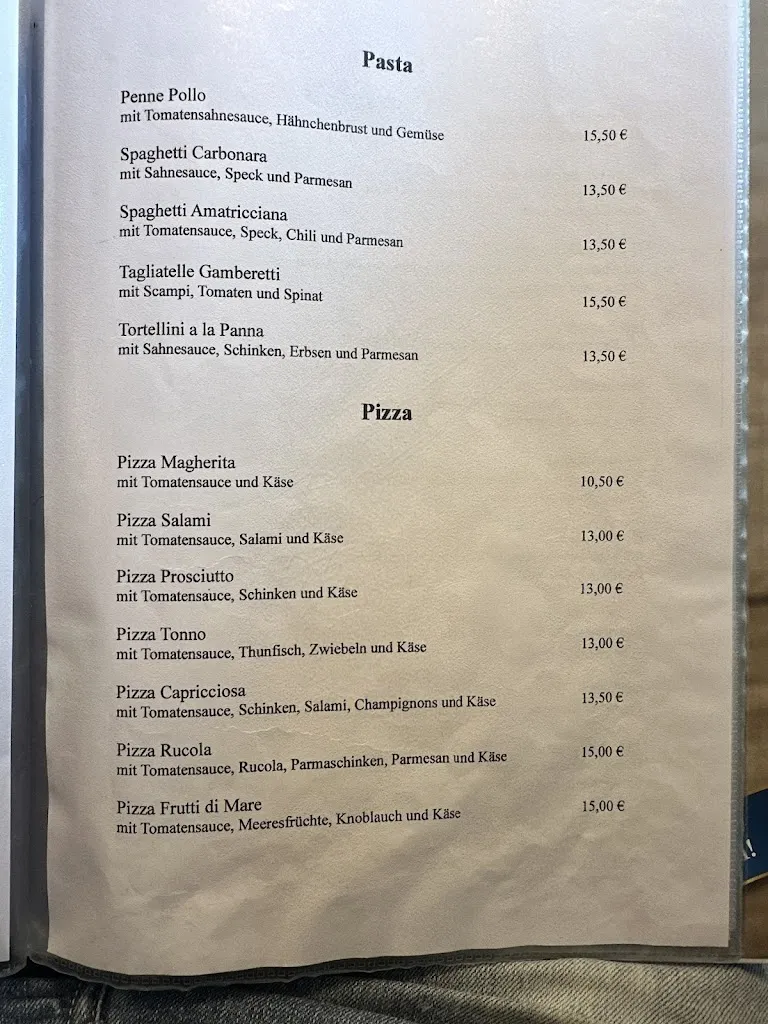 Pasta
Penne Pollo
mit Tomatensahnesauce, Hähnchenbrust und Gemüse
15,50 €
Spaghetti Carbonara
mit Sahnesauce, Speck und Parmesan
13,50 €
Spaghetti Amatricciana
mit Tomatensauce, Speck, Chili und Parmesan
13,50 €
Tagliatelle Gamberetti
mit Scampi, Tomaten und Spinat
15,50 €
Tortellini a la Panna
mit Sahnesauce, Schinken, Erbsen und Parmesan
13,50 €
Pizza
Pizza Magherita
mit Tomatensauce und Käse
10,50 €
Pizza Salami
mit Tomatensauce, Salami und Käse
13,00 €
Pizza Prosciutto
mit Tomatensauce, Schinken und Käse
13,00 €
Pizza Tonno
mit Tomatensauce, Thunfisch, Zwiebeln und Käse
13,00 €
Pizza Capricciosa
mit Tomatensauce, Schinken, Salami, Champignons und Käse
13,50 €
Pizza Rucola
mit Tomatensauce, Rucola, Parmaschinken, Parmesan und Käse
15,00 €
Pizza Frutti di Mare
mit Tomatensauce, Meeresfrüchte, Knoblauch und Käse
15,00 €